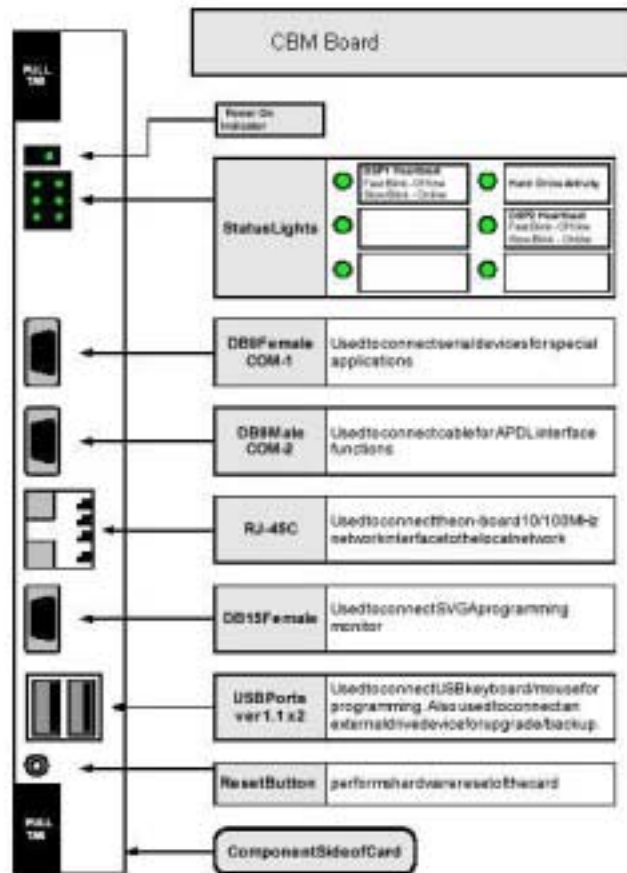 CBM Board
PULL
TAB
Power On
Indicator
StatusLights
DSP1 Heartbeat
Fast Blink - Offline
Slow Blink - Online
Hard Drive Activity
DSP2 Heartbeat
Fast Blink - Offline
Slow Blink - Online
DB9Female
COM-1
Usedtoconnectserialdevicesforspecial
applications
DB9Male
COM-2
UsedtoconnectcableforAPDLinterface
functions
RJ-45C
Usedtoconnecttheon-board10/100MHz
networkinterfacetothelocalnetwork
DB15Female
UsedtoconnectSVGAprogramming
monitor
USBPorts
ver1.1x2
UsedtoconnectUSBkeyboard/mousefor
programming. Alsousedtoconnectan
externaldrivedeviceforupgrade/backup.
ResetButton
performshardwareresetofthecard
PULL
TAB
ComponentSideofCard